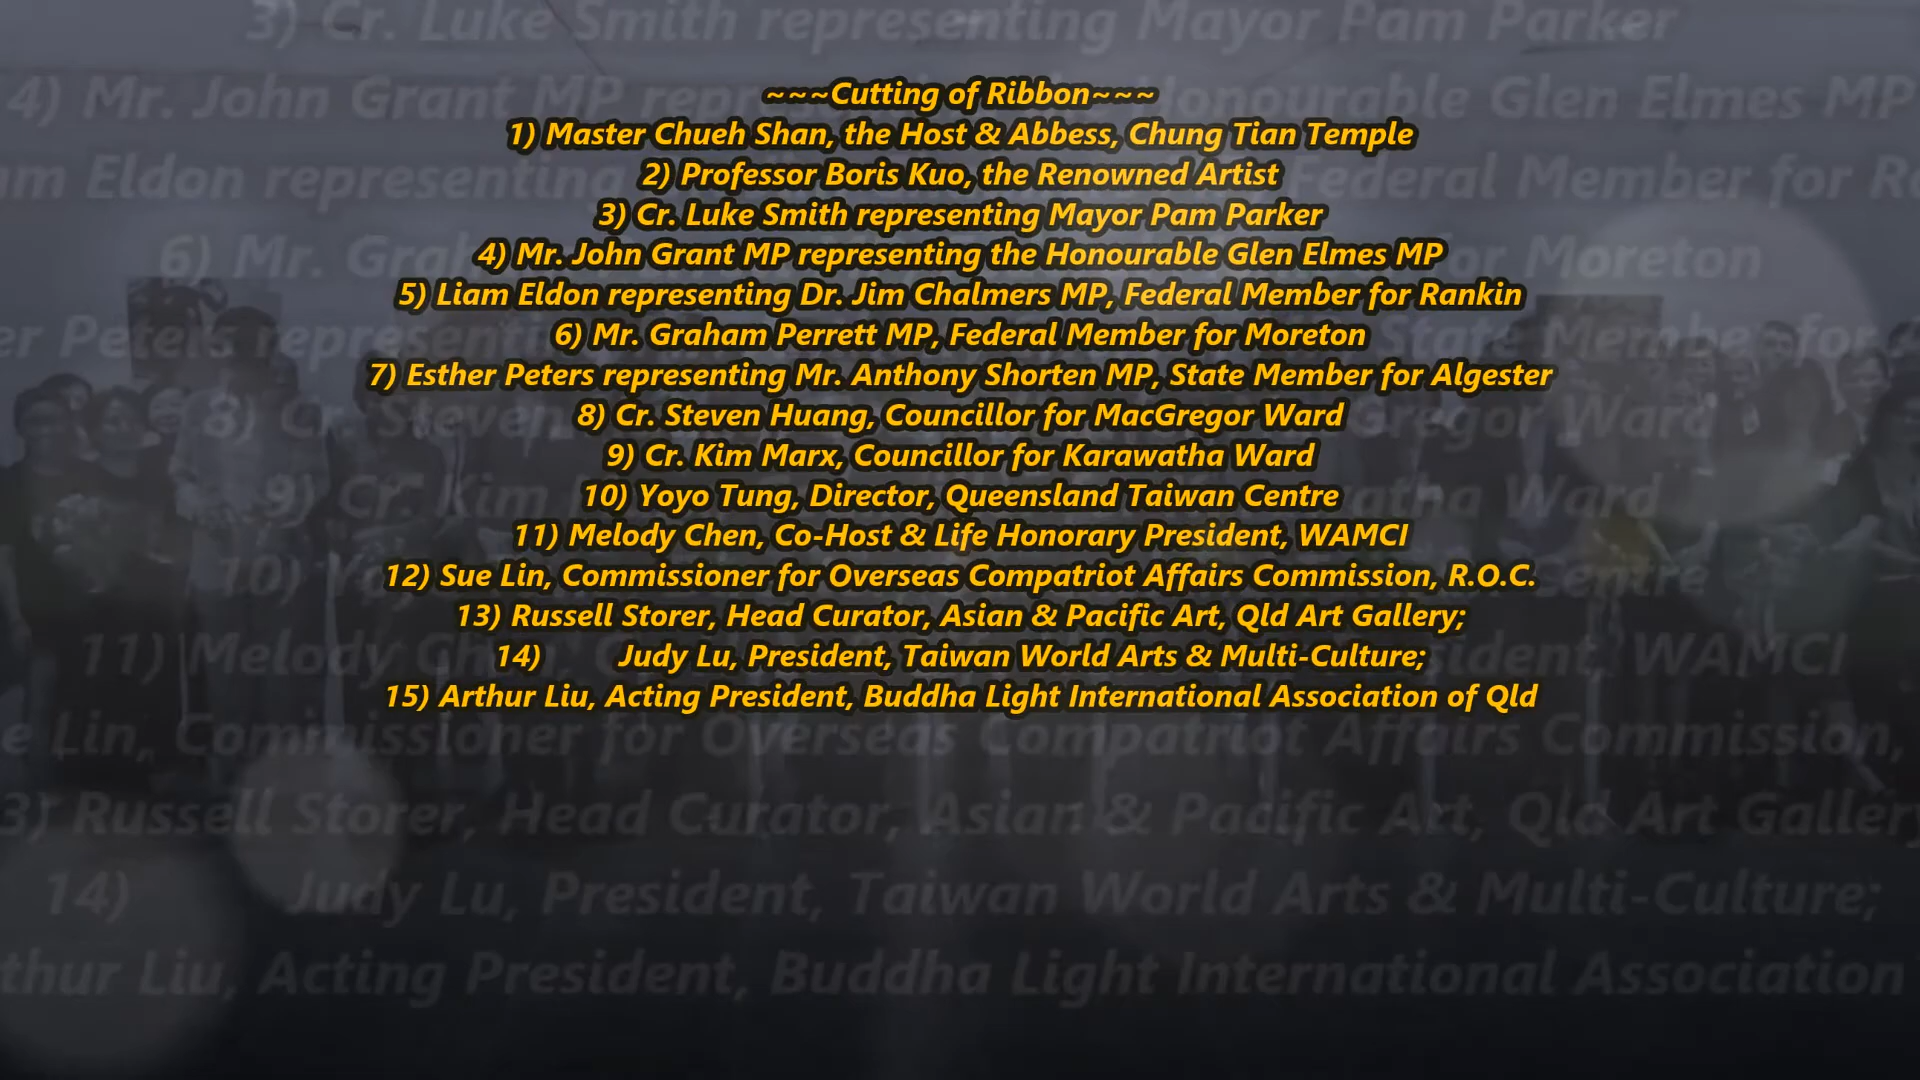 ~~~Cutting of Ribbon~~~
1) Master Chueh Shan, the Host & Abbess, Chung Tian Temple
2) Professor Boris Kuo, the Renowned Artist
3) Cr. Luke Smith representing Mayor Pam Parker
4) Mr. John Grant MP representing the Honourable Glen Elmes MP
5) Liam Eldon representing Dr. Jim Chalmers MP, Federal Member for Rankin
6) Mr. Graham Perrett MP, Federal Member for Moreton
7) Esther Peters representing Mr. Anthony Shorten MP, State Member for Algester
8) Cr. Steven Huang, Councillor for MacGregor Ward
9) Cr. Kim Marx, Councillor for Karawatha Ward
10) Yoyo Tung, Director, Queensland Taiwan Centre
11) Melody Chen, Co-Host & Life Honorary President, WAMCI
12) Sue Lin, Commissioner for Overseas Compatriot Affairs Commission, R.O.C.
13) Russell Storer, Head Curator, Asian & Pacific Art, Qld Art Gallery;
14) Judy Lu, President, Taiwan World Arts & Multi-Culture;
15) Arthur Liu, Acting President, Buddha Light International Association of Qld